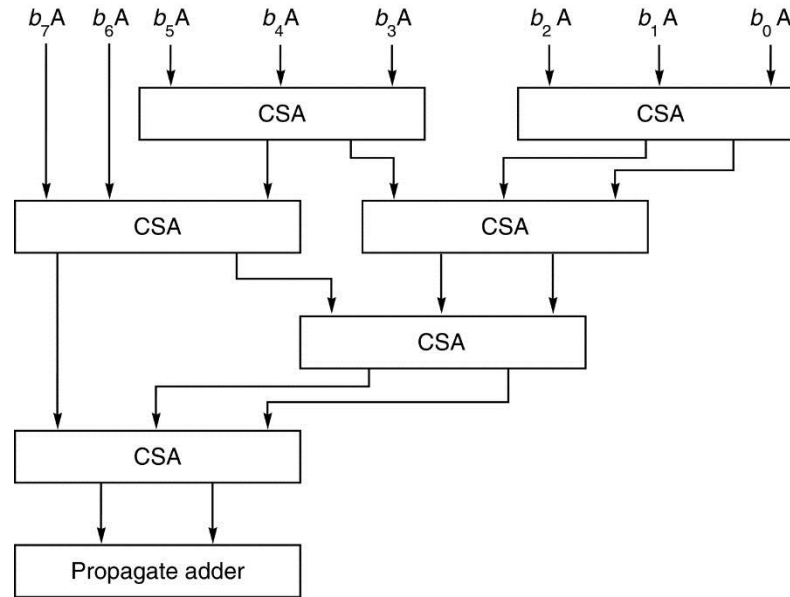 b₇A b₆A b₅A b₄A b₃A b₂A b₁A b₀A
CSA CSA
CSA CSA
CSA
CSA
Propagate adder